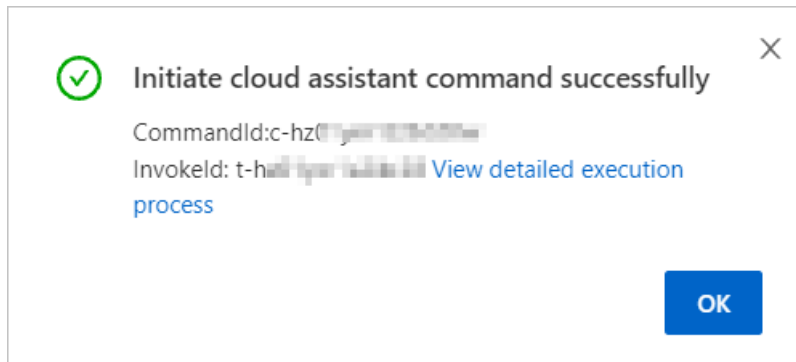 Initiate cloud assistant command successfully
CommandId:c-hz
InvokeId: t-h View detailed execution
process
OK